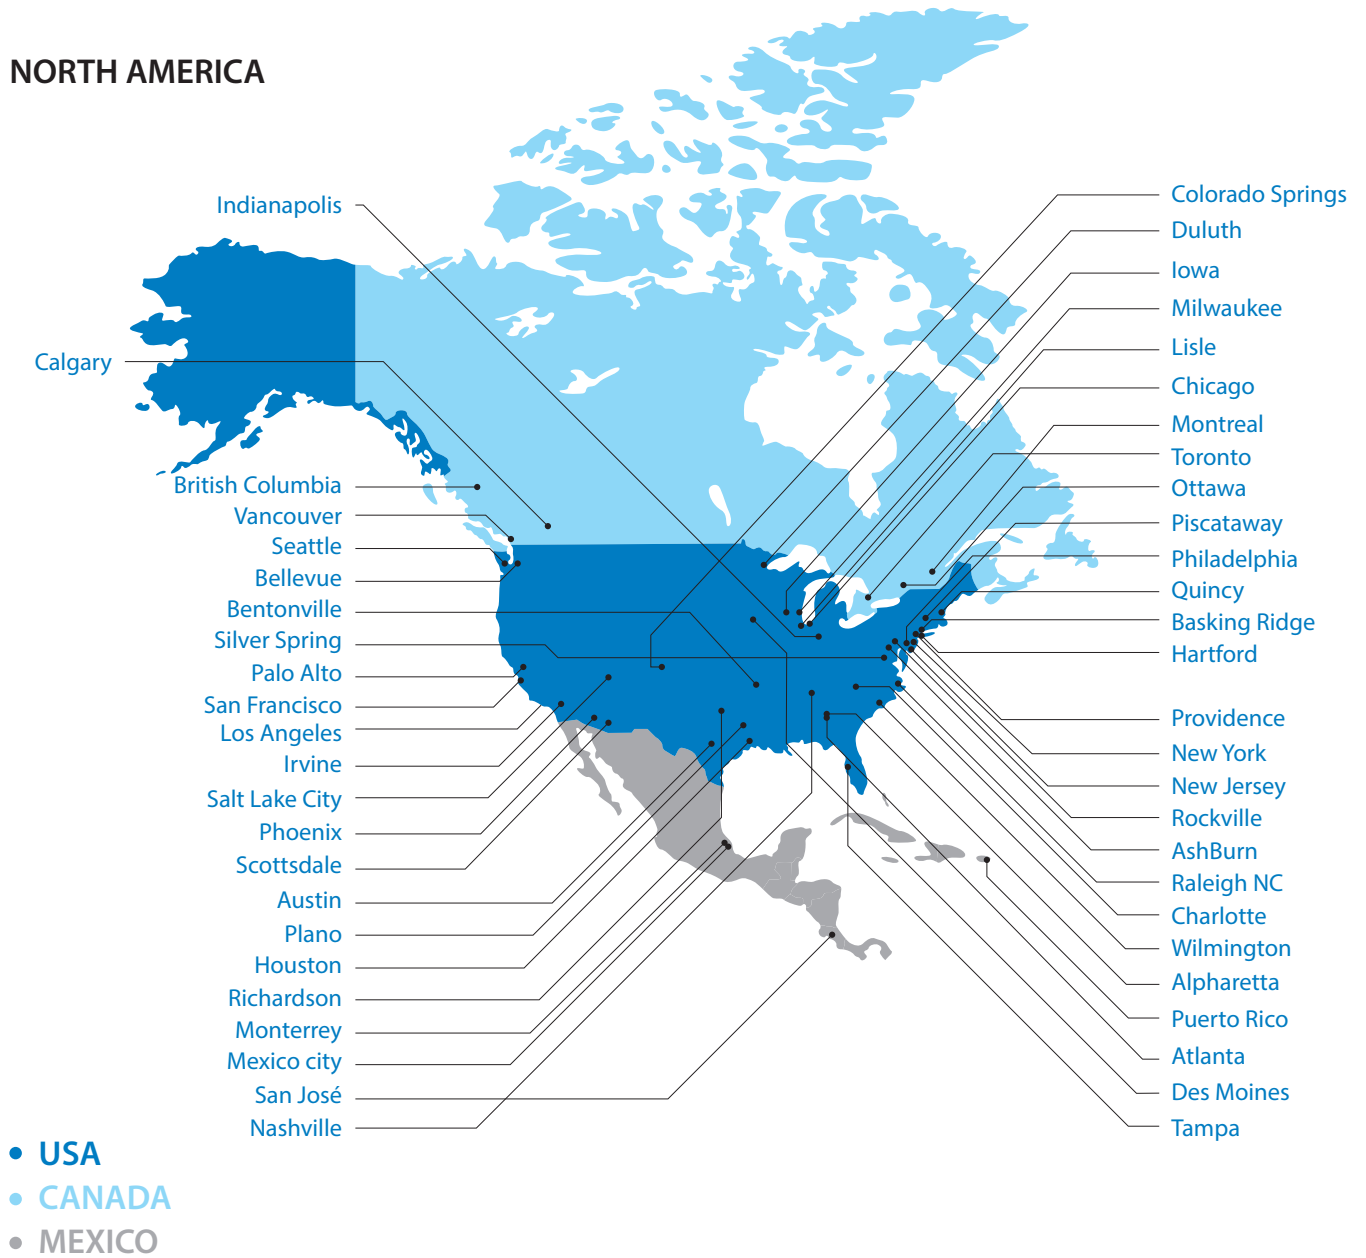 NORTH AMERICA
Indianapolis
Calgary
British Columbia
Vancouver
Seattle
Bellevue
Bentonville
Silver Spring
Palo Alto
San Francisco
Los Angeles
Irvine
Salt Lake City
Phoenix
Scottsdale
Austin
Plano
Houston
Richardson
Monterrey
Mexico city
San José
Nashville
Colorado Springs
Duluth
Iowa
Milwaukee
Lisle
Chicago
Montreal
Toronto
Ottawa
Piscataway
Philadelphia
Quincy
Basking Ridge
Hartford
Providence
New York
New Jersey
Rockville
AshBurn
Raleigh NC
Charlotte
Wilmington
Alpharetta
Puerto Rico
Atlanta
Des Moines
Tampa
• USA
• CANADA
• MEXICO